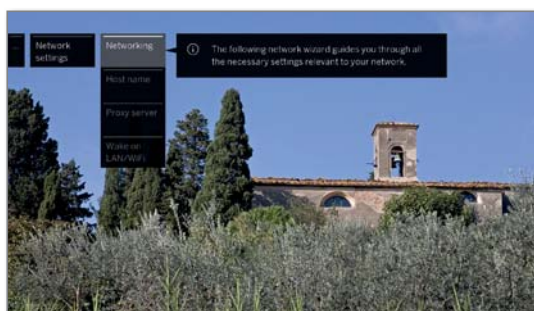 Network
settings
Networking
The following network wizard guides you through all
the necessary settings relevant to your network.
Host name
Proxy server
Wake on
LAN/WiFi